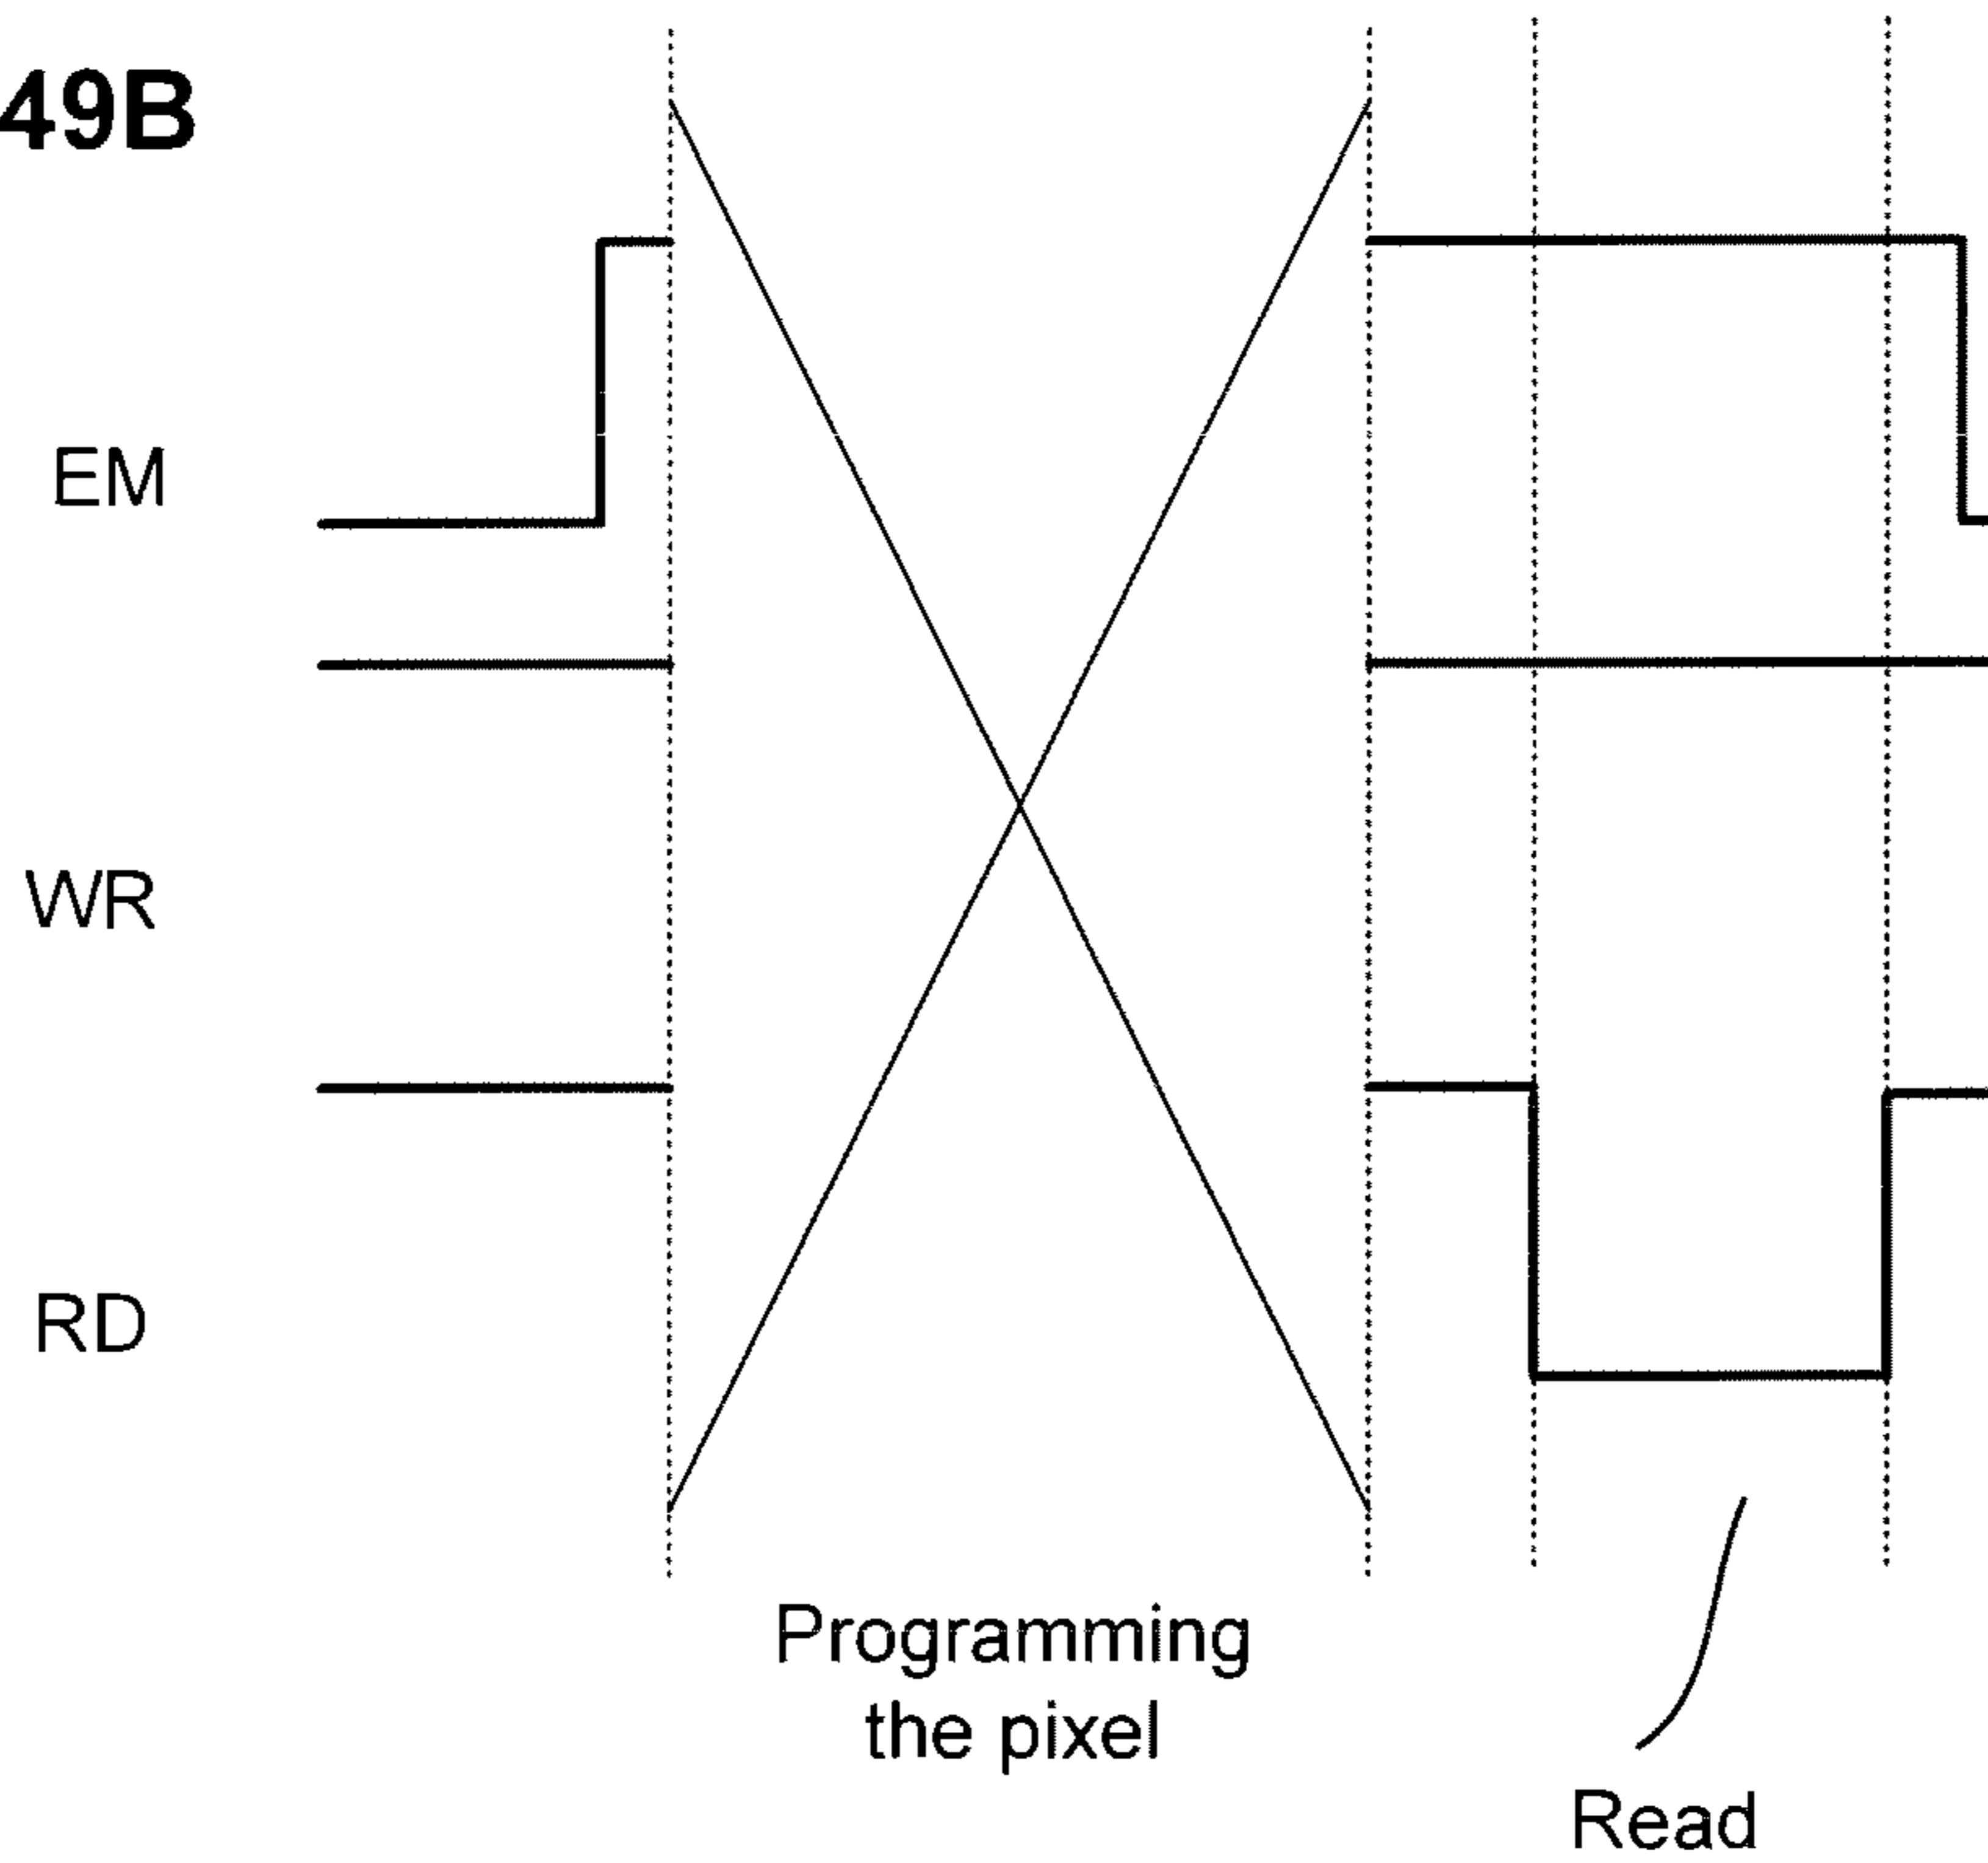 49B
EM
WR
RD
Programming
the pixel
Read